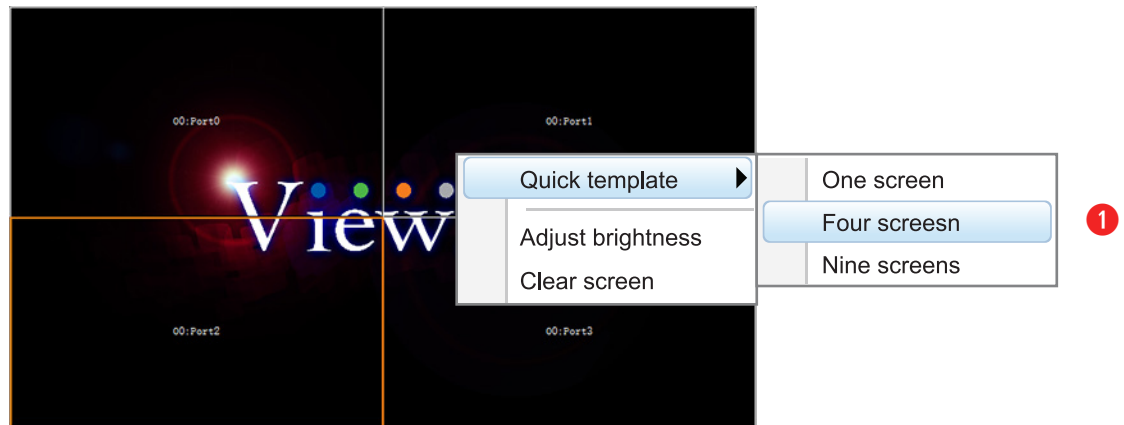 00:Port0
00:Port1
View
Quick template
One screen
Four screesn
Adjust brightness
Nine screens
Clear screen
1
00:Port2
00:Port3